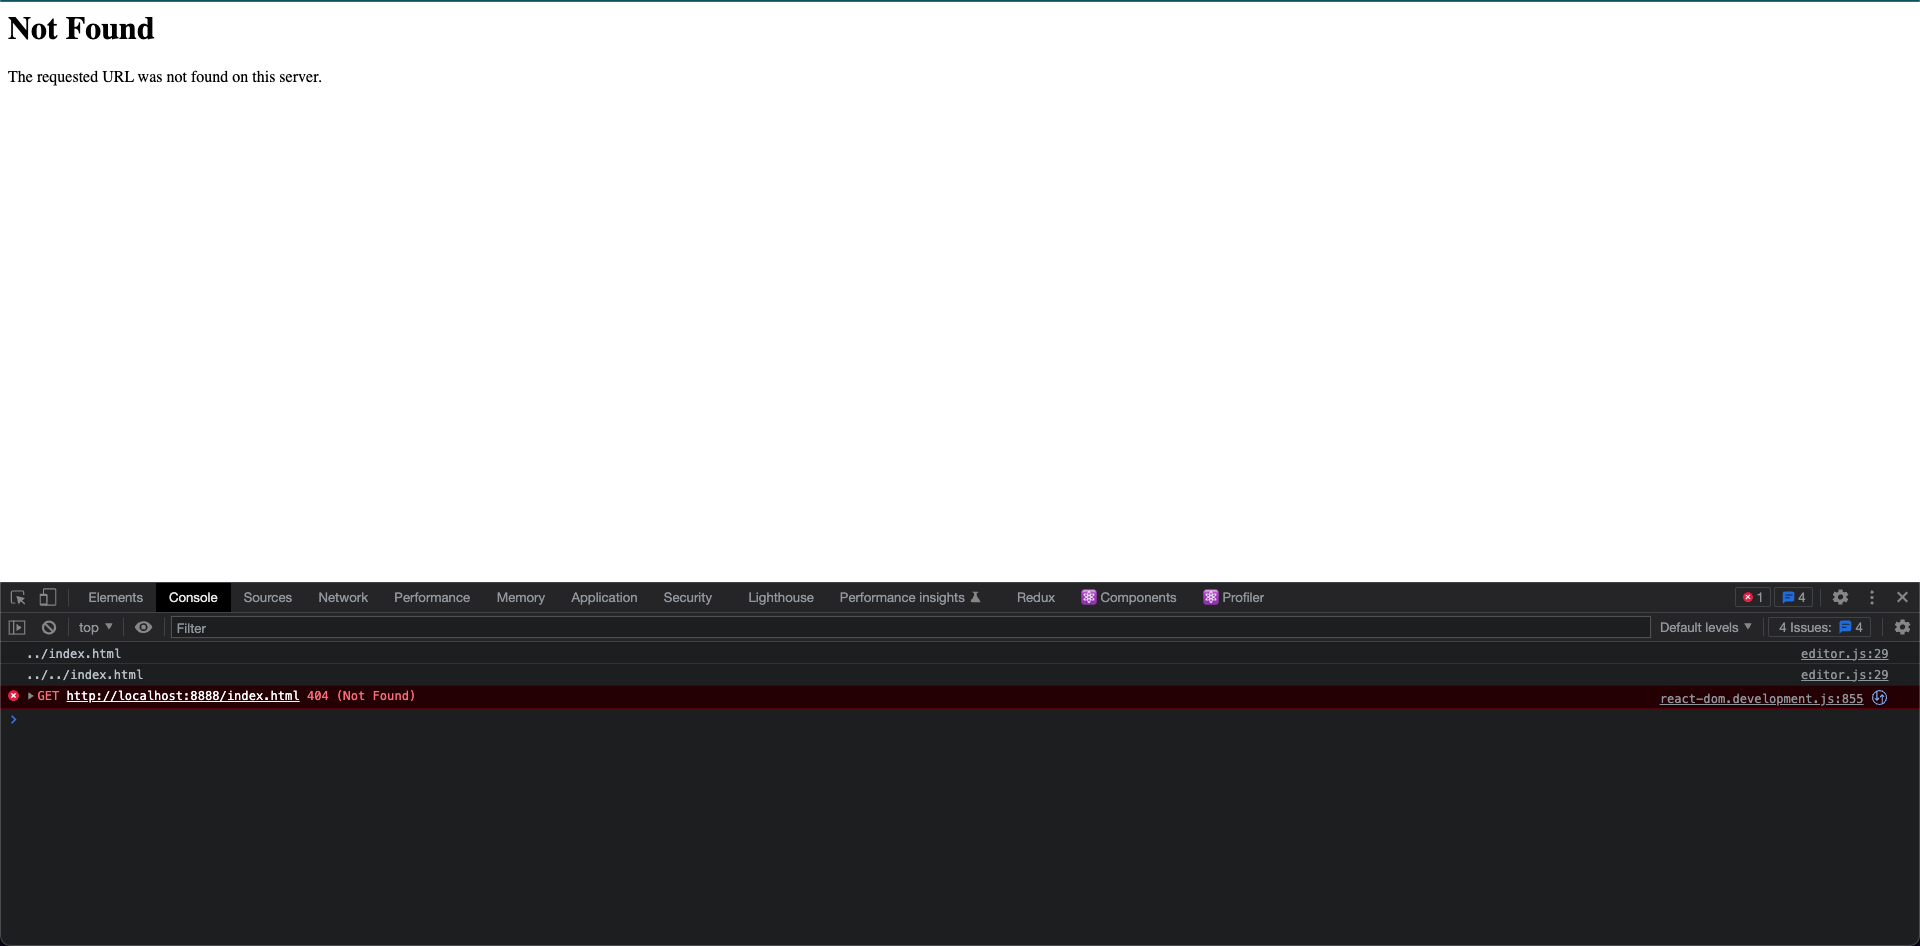 Not Found
The requested URL was not found on this server.
Elements Console Sources Network Performance Memory Application Security Lighthouse Performance insights Redux Components Profiler 1 4
top Filter Default levels 4 Issues: 4
../index.html editor.js:29
../../index.html editor.js:29
GET http://localhost:8888/index.html 404 (Not Found) react-dom.development.js:855